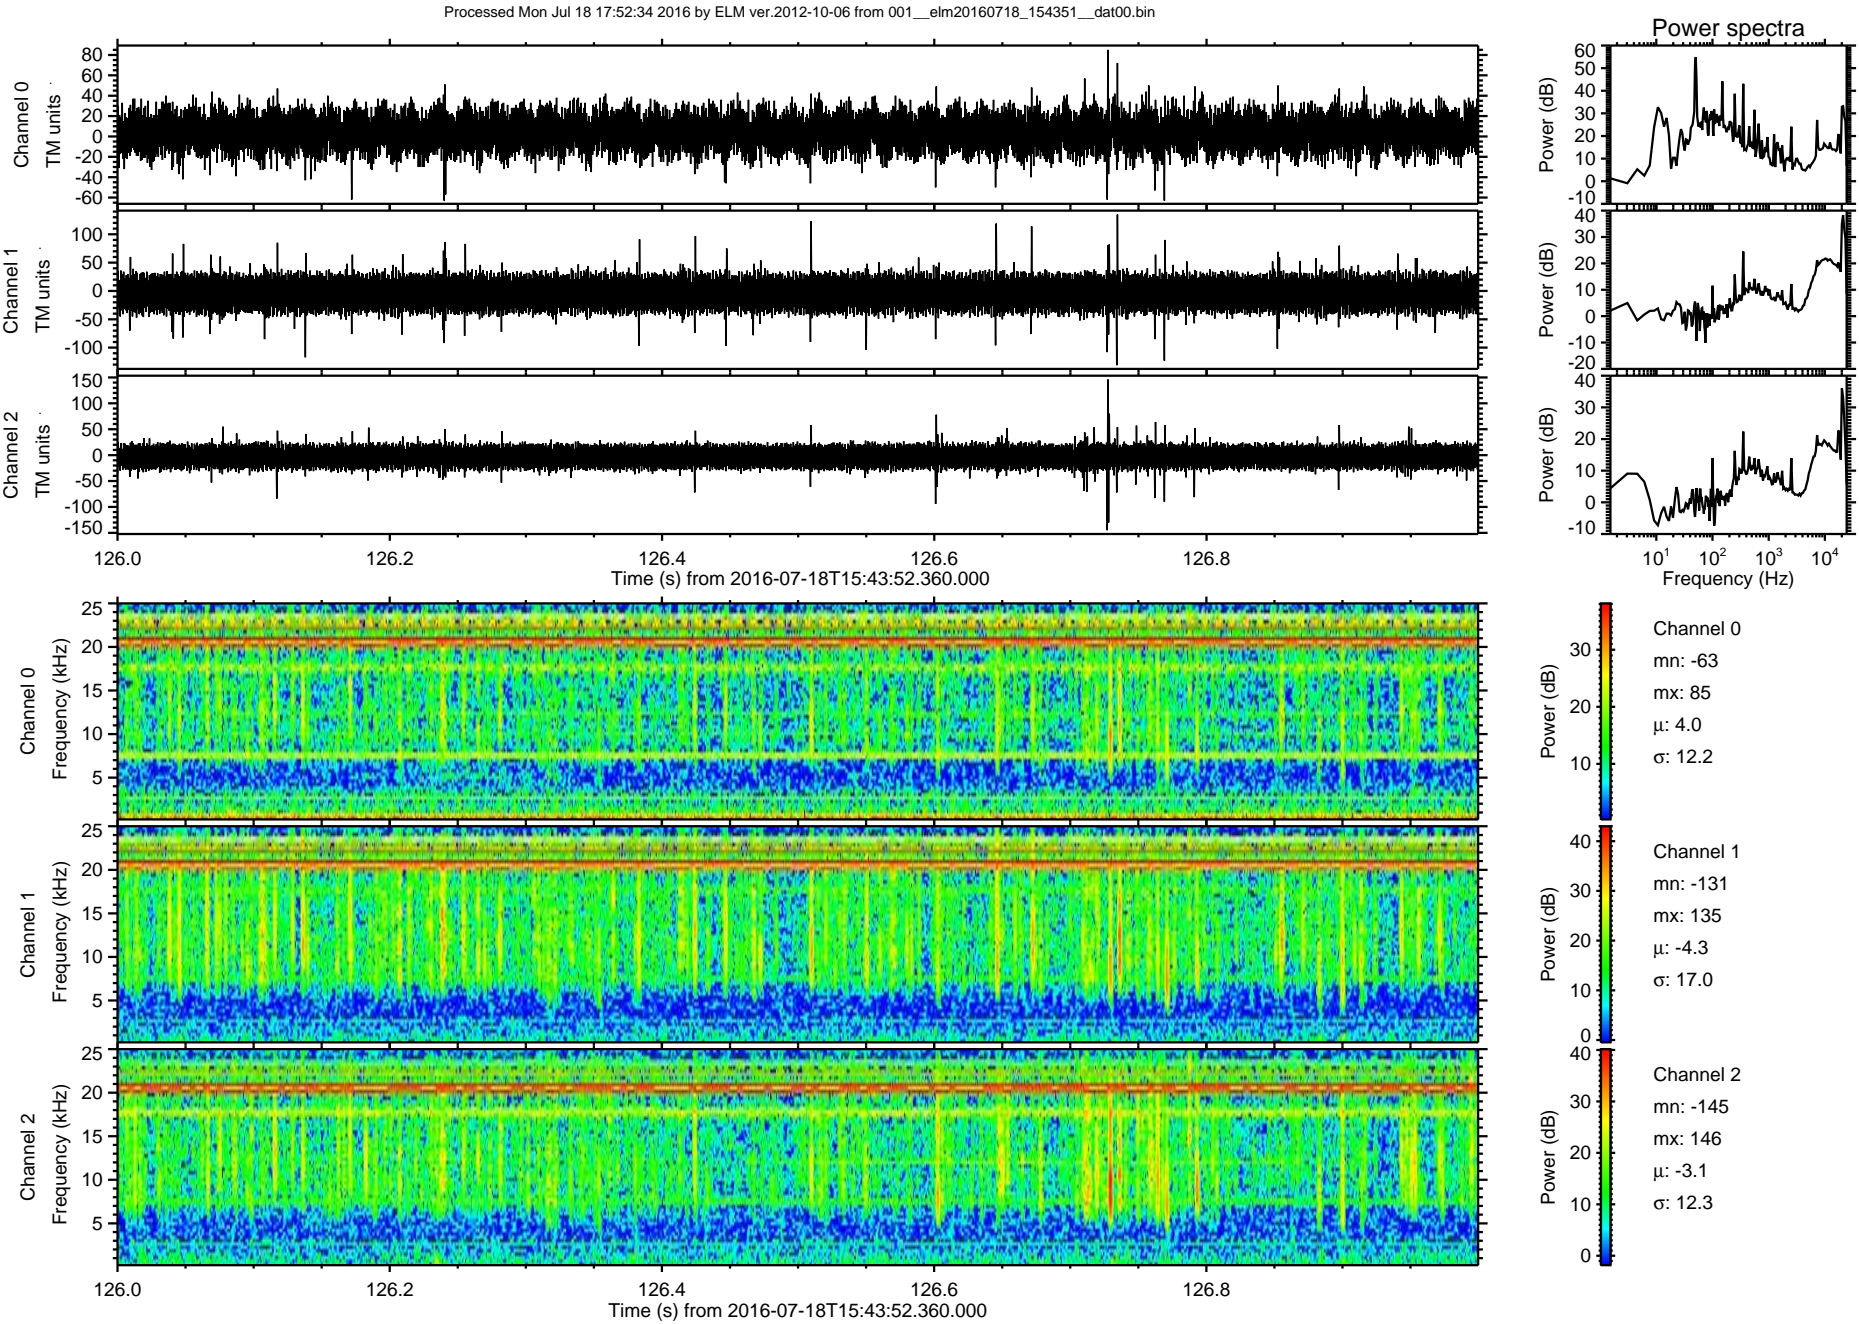 Processed Mon Jul 18 17:52:34 2016 by ELM ver.2012-10-06 from 001__elm20160718_154351__dat00.bin
Power spectra
Channel 0
TM units
80
60
40
20
0
-20
-40
-60
Power (dB)
60
50
40
30
20
10
0
-10
Channel 1
TM units
100
50
0
-50
-100
Power (dB)
40
30
20
10
0
-10
-20
Channel 2
TM units
150
100
50
0
-50
-100
-150
Power (dB)
40
30
20
10
0
-10
126.0 126.2 126.4 126.6 126.8
Time (s) from 2016-07-18T15:43:52.360.000
10¹ 10² 10³ 10⁴
Frequency (Hz)
Channel 0
Frequency (kHz)
25
20
15
10
5
Power (dB)
30
20
10
Channel 0
mn: -63
mx: 85
μ: 4.0
σ: 12.2
Channel 1
Frequency (kHz)
25
20
15
10
5
Power (dB)
40
30
20
10
0
Channel 1
mn: -131
mx: 135
μ: -4.3
σ: 17.0
Channel 2
Frequency (kHz)
25
20
15
10
5
Power (dB)
40
30
20
10
0
Channel 2
mn: -145
mx: 146
μ: -3.1
σ: 12.3
126.0 126.2 126.4 126.6 126.8
Time (s) from 2016-07-18T15:43:52.360.000